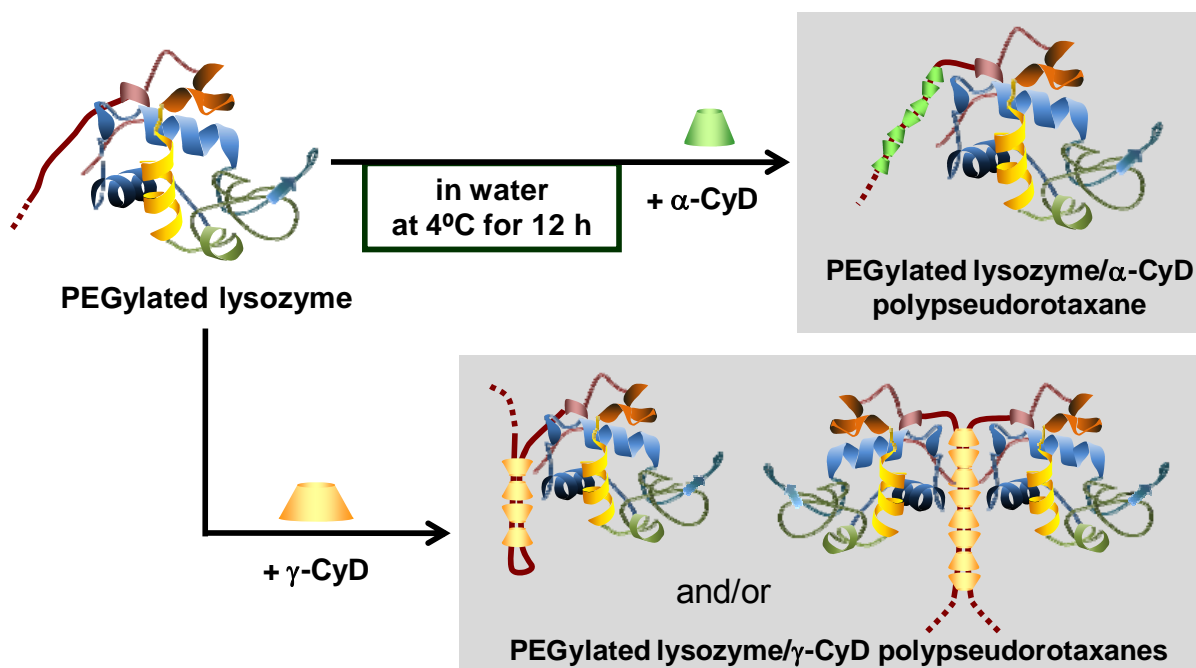 PEGylated lysozyme
in water
at 4ºC for 12 h
+ α-CyD
PEGylated lysozyme/α-CyD
polypseudorotaxane
+ γ-CyD
and/or
PEGylated lysozyme/γ-CyD polypseudorotaxanes